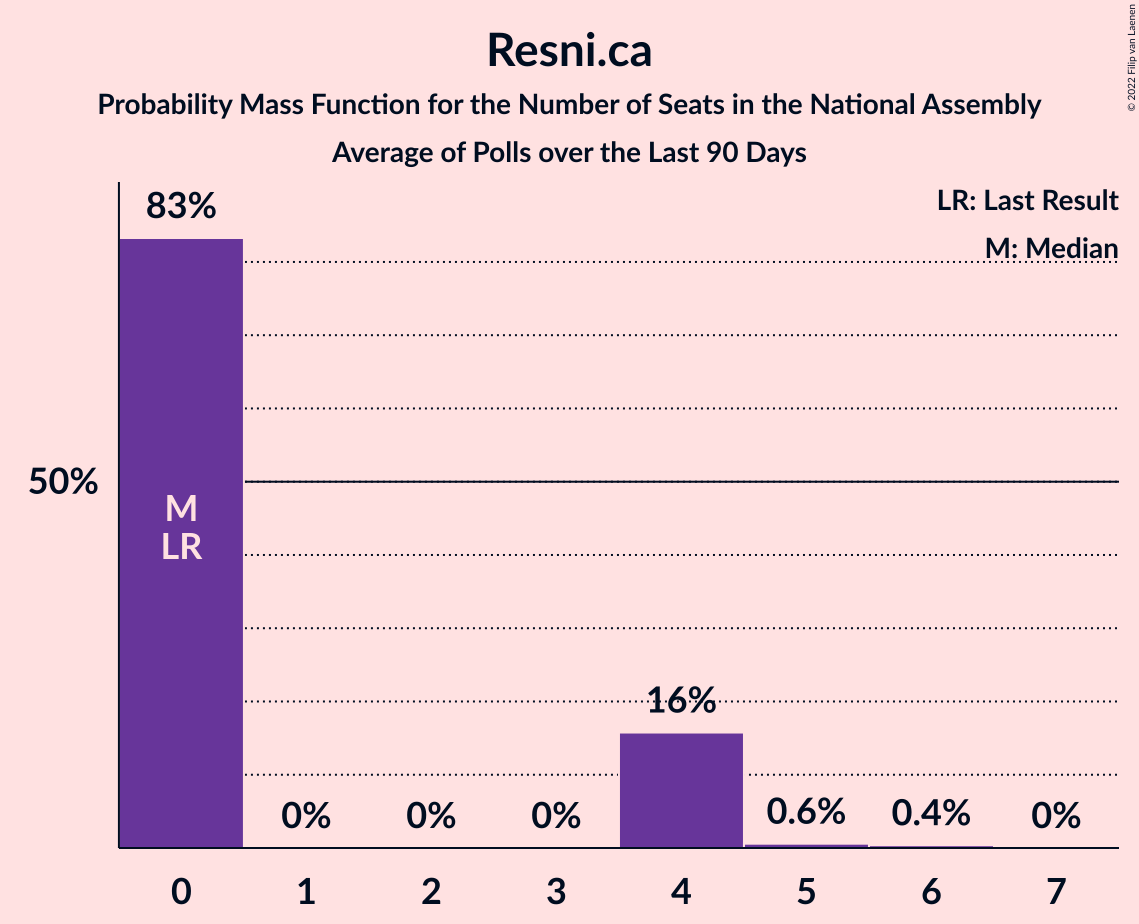 Resni.ca
Probability Mass Function for the Number of Seats in the National Assembly
Average of Polls over the Last 90 Days
© 2022 Filip van Laenen
LR: Last Result
M: Median
83%
50%
M
LR
0%
0%
0%
16%
0.6%
0.4%
0%
0
1
2
3
4
5
6
7